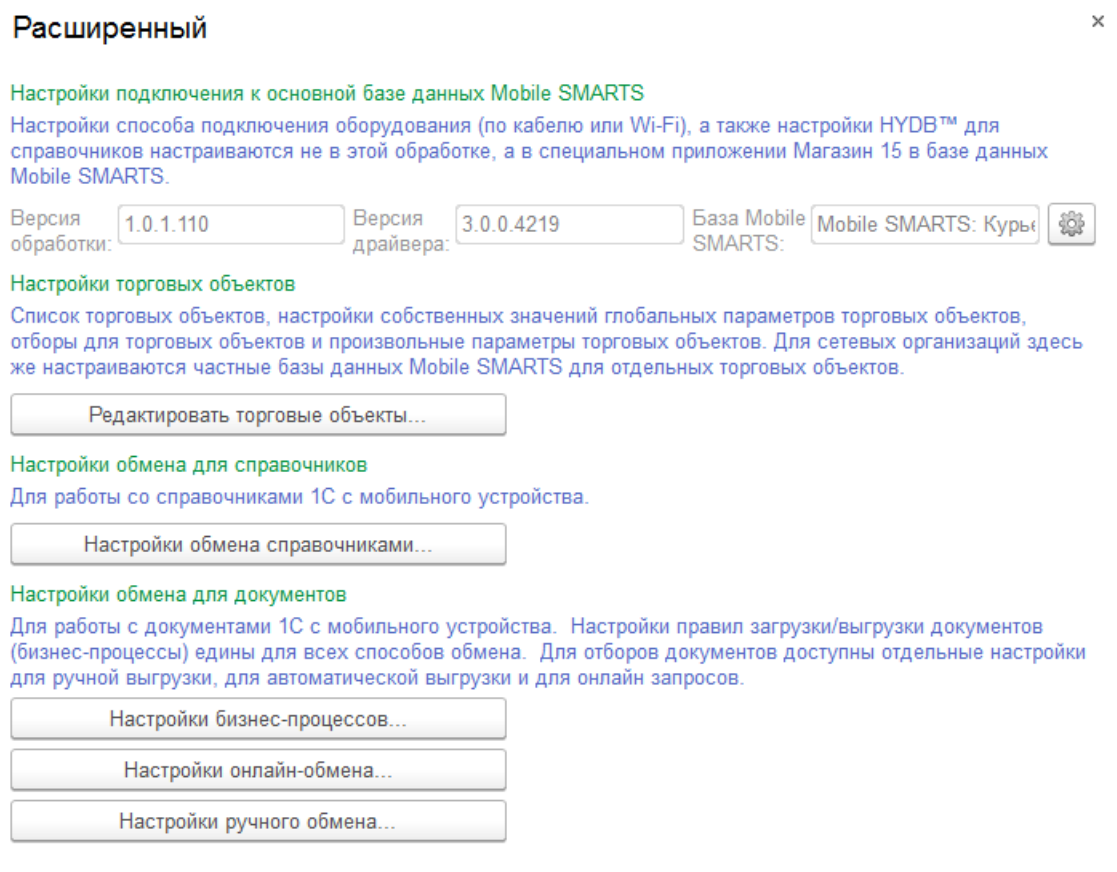 Расширенный
Настройки подключения к основной базе данных Mobile SMARTS
Настройки способа подключения оборудования (по кабелю или Wi-Fi), а также настройки HYDB™ для
справочников настраиваются не в этой обработке, а в специальном приложении Магазин 15 в базе данных
Mobile SMARTS.
Версия обработки: 1.0.1.110 Версия драйвера: 3.0.0.4219 База Mobile SMARTS: Mobile SMARTS: Курье
Настройки торговых объектов
Список торговых объектов, настройки собственных значений глобальных параметров торговых объектов,
отборы для торговых объектов и произвольные параметры торговых объектов. Для сетевых организаций здесь
же настраиваются частные базы данных Mobile SMARTS для отдельных торговых объектов.
Редактировать торговые объекты...
Настройки обмена для справочников
Для работы со справочниками 1С с мобильного устройства.
Настройки обмена справочниками...
Настройки обмена для документов
Для работы с документами 1С с мобильного устройства. Настройки правил загрузки/выгрузки документов
(бизнес-процессы) едины для всех способов обмена. Для отборов документов доступны отдельные настройки
для ручной выгрузки, для автоматической выгрузки и для онлайн запросов.
Настройки бизнес-процессов...
Настройки онлайн-обмена...
Настройки ручного обмена...